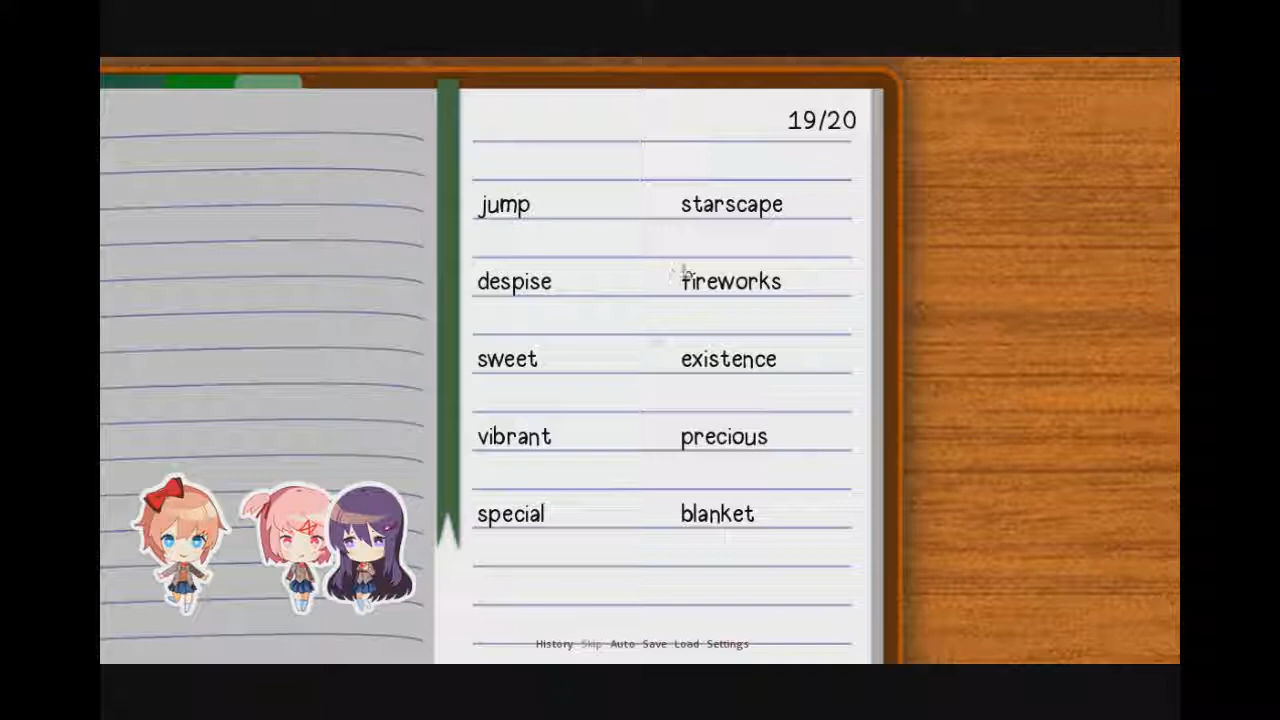 19/20
jump starscape
despise fireworks
sweet existence
vibrant precious
special blanket
History Skip Auto Save Load Settings